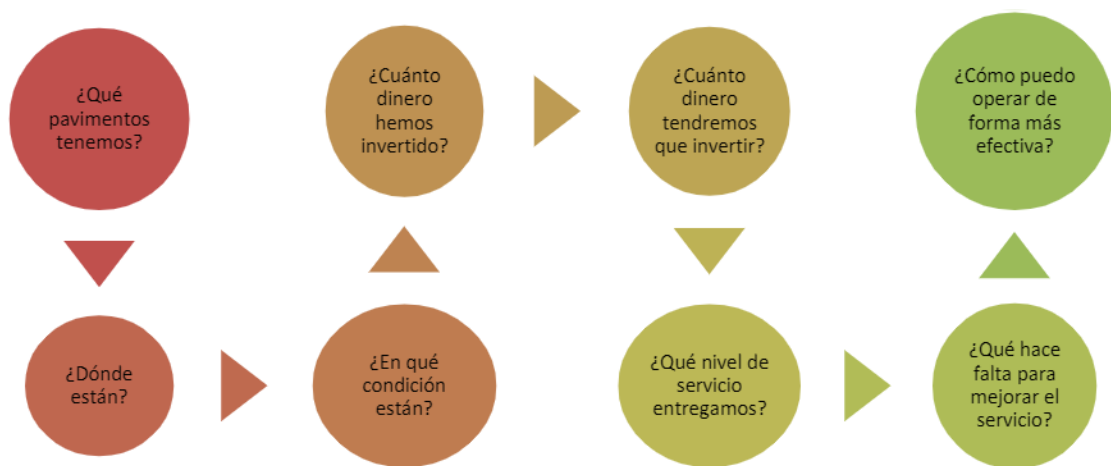 ¿Qué
pavimentos
tenemos?
¿Dónde
están?
¿En qué
condición
están?
¿Cuánto
dinero
hemos
invertido?
¿Cuánto
dinero
tendremos
que invertir?
¿Qué nivel de
servicio
entregamos?
¿Qué hace
falta para
mejorar el
servicio?
¿Cómo puedo
operar de
forma más
efectiva?